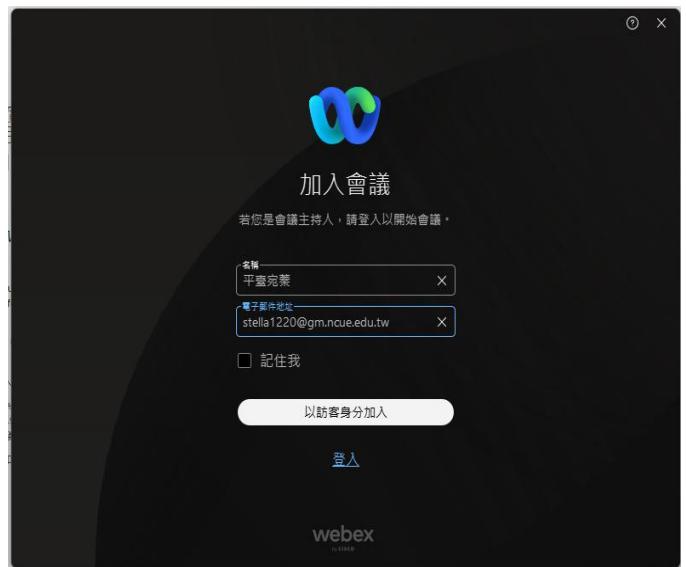 加入會議
若您是會議主持人，請登入以開始會議。
名稱
平臺宛蓁
電子郵件地址
stella1220@gm.ncue.edu.tw
記住我
以訪客身分加入
登入
webex
by CISCO